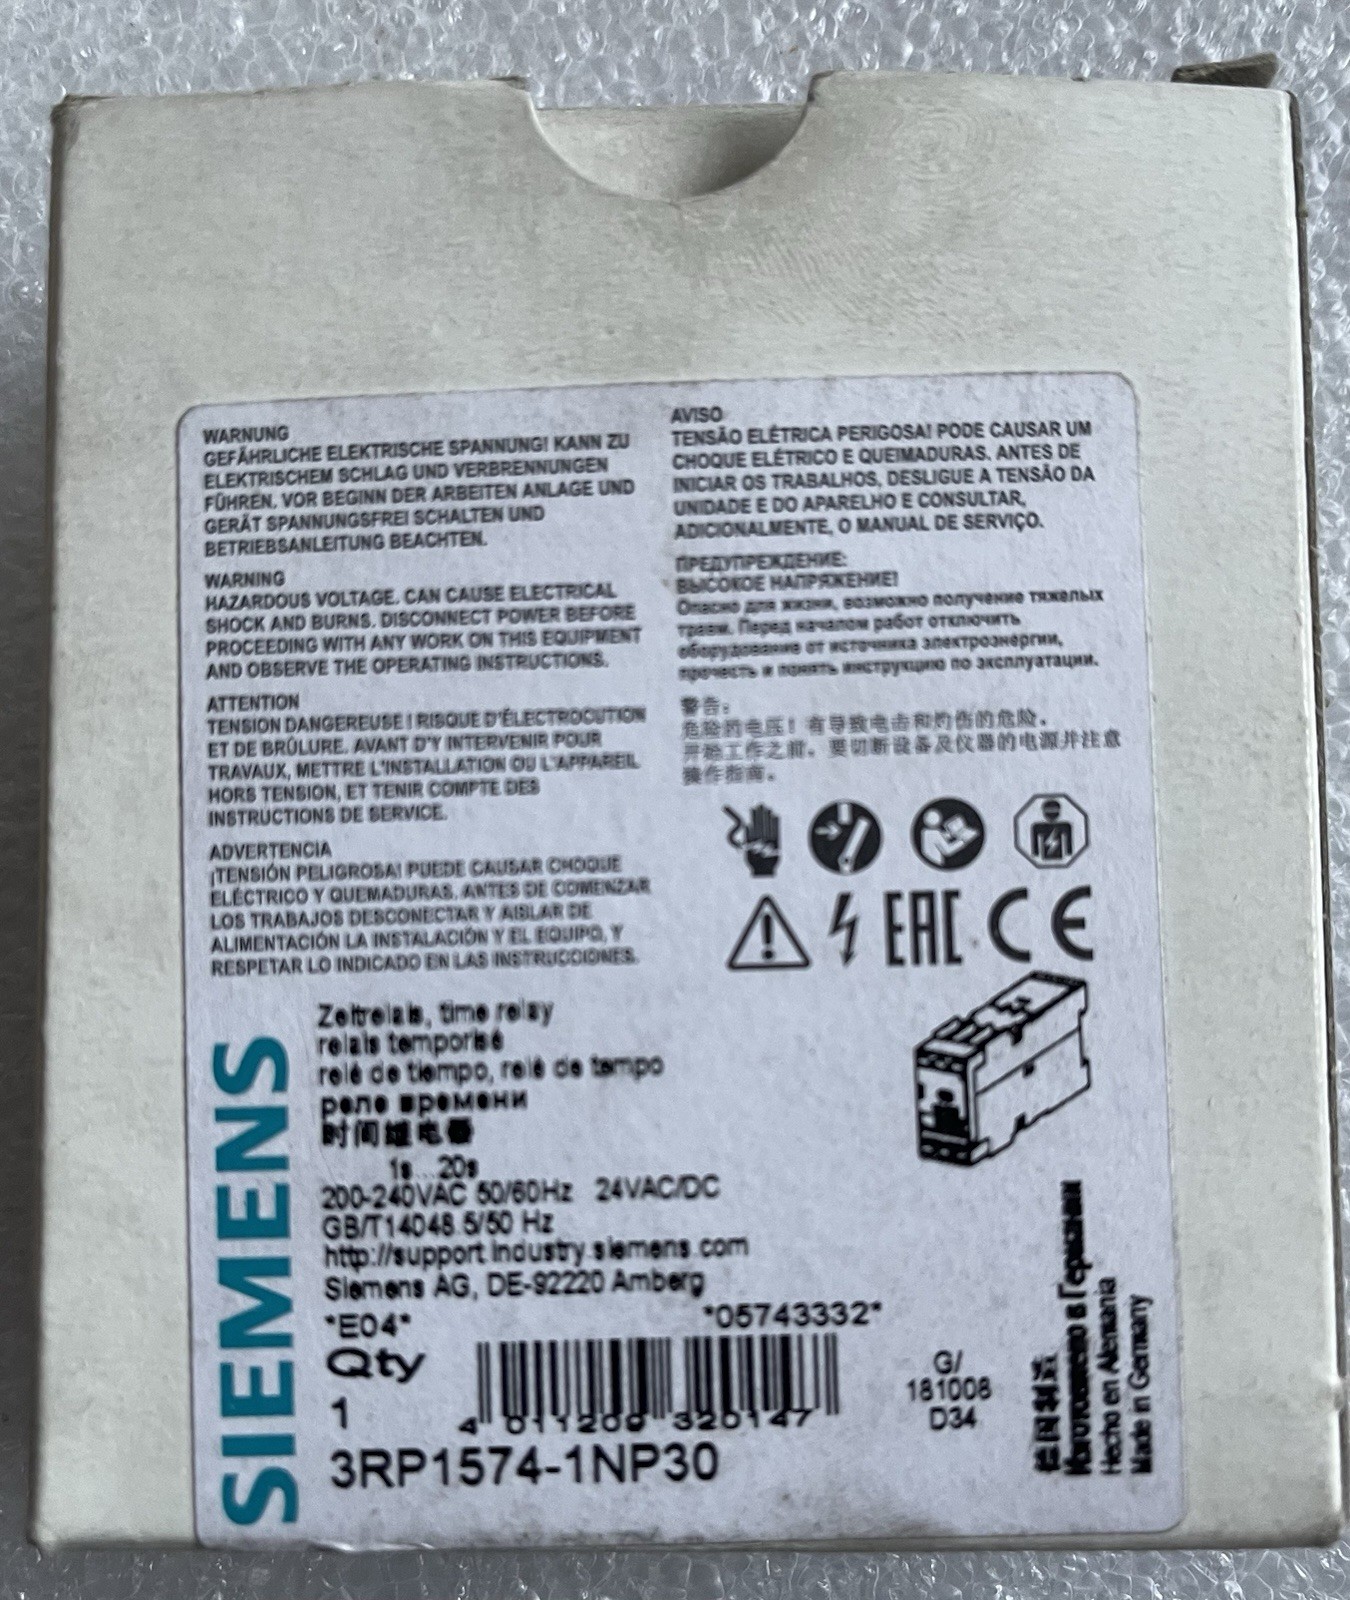 WARNUNG
GEFÄHRLICHE ELEKTRISCHE SPANNUNG! KANN ZU
ELEKTRISCHEM SCHLAG UND VERBRENNUNGEN
FÜHREN. VOR BEGINN DER ARBEITEN ANLAGE UND
GERÄT SPANNUNGSFREI SCHALTEN UND
BETRIEBSANLEITUNG BEACHTEN.
WARNING
HAZARDOUS VOLTAGE. CAN CAUSE ELECTRICAL
SHOCK AND BURNS. DISCONNECT POWER BEFORE
PROCEEDING WITH ANY WORK ON THIS EQUIPMENT
AND OBSERVE THE OPERATING INSTRUCTIONS.
ATTENTION
TENSION DANGEREUSE ! RISQUE D'ÉLECTROCUTION
ET DE BRÛLURE. AVANT D'Y INTERVENIR POUR
TRAVAUX, METTRE L'INSTALLATION OU L'APPAREIL
HORS TENSION, ET TENIR COMPTE DES
INSTRUCTIONS DE SERVICE.
ADVERTENCIA
¡TENSIÓN PELIGROSA! PUEDE CAUSAR CHOQUE
ELÉCTRICO Y QUEMADURAS. ANTES DE COMENZAR
LOS TRABAJOS DESCONECTAR Y AISLAR DE
ALIMENTACIÓN LA INSTALACIÓN Y EL EQUIPO, Y
RESPETAR LO INDICADO EN LAS INSTRUCCIONES.
AVISO
TENSÃO ELÉTRICA PERIGOSA! PODE CAUSAR UM
CHOQUE ELÉTRICO E QUEIMADURAS. ANTES DE
INICIAR OS TRABALHOS, DESLIGUE A TENSÃO DA
UNIDADE E DO APARELHO E CONSULTAR,
ADICIONALMENTE, O MANUAL DE SERVIÇO.
ПРЕДУПРЕЖДЕНИЕ:
ВЫСОКОЕ НАПРЯЖЕНИЕ!
Опасно для жизни, возможно получение тяжелых
травм. Перед началом работ отключить
оборудование от источника электроэнергии,
прочесть и понять инструкцию по эксплуатации.
警告:
危险的电压！有导致电击和灼伤的危险。
开始工作之前，要切断设备及仪器的电源并注意
操作指南。
EAC CE
SIEMENS
Zeitrelais, time relay
relais temporisé
relé de tiempo, relé de tempo
реле времени
时间继电器
1s...20s
200-240VAC 50/60Hz 24VAC/DC
GB/T14048.5/50 Hz
http://support.industry.siemens.com
Siemens AG, DE-92220 Amberg
*E04* *05743332*
Qty
1
4 011209 320147
3RP1574-1NP30
G/
181008
D34
德国制造
Изготовлено в Германии
Hecho en Alemania
Made in Germany